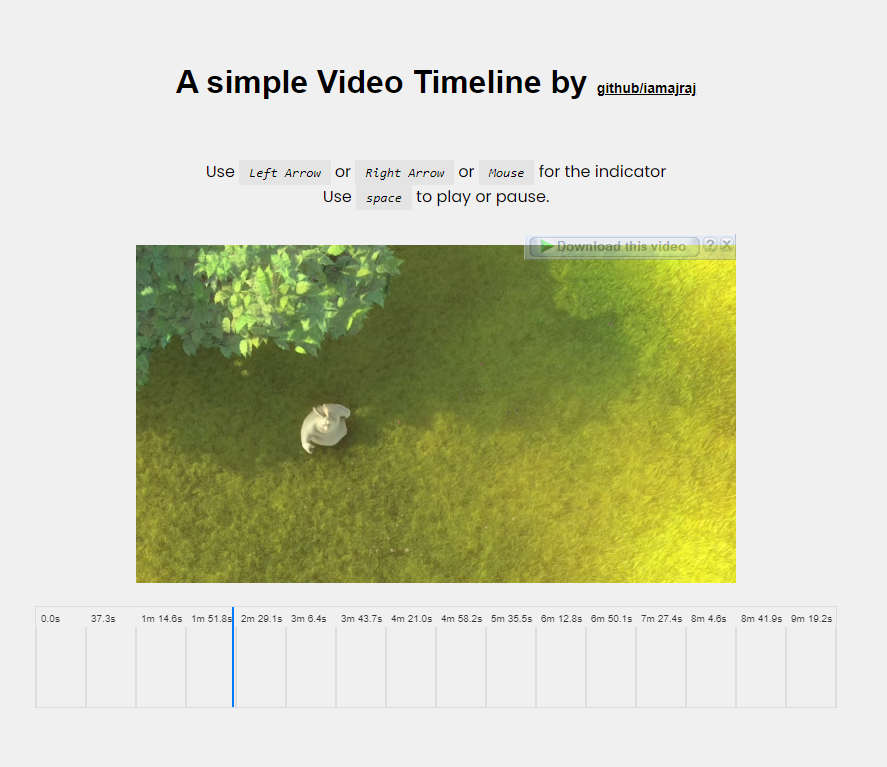 A simple Video Timeline by github/iamajraj
Use Left Arrow or Right Arrow or Mouse for the indicator
Use space to play or pause.
Download this video ? X
0.0s 37.3s 1m 14.6s 1m 51.8s 2m 29.1s 3m 6.4s 3m 43.7s 4m 21.0s 4m 58.2s 5m 35.5s 6m 12.8s 6m 50.1s 7m 27.4s 8m 4.6s 8m 41.9s 9m 19.2s